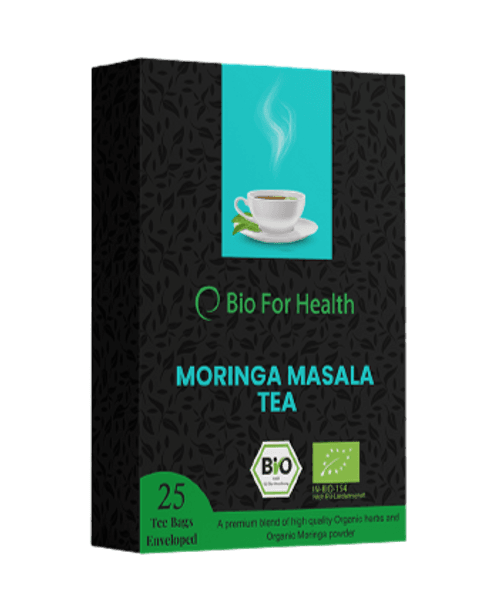 Bio For Health
MORINGA MASALA
TEA
BiO
IN-BIO-154
25
Tee Bags
Enveloped
A premium blend of high quality Organic herbs and
Organic Moringa powder